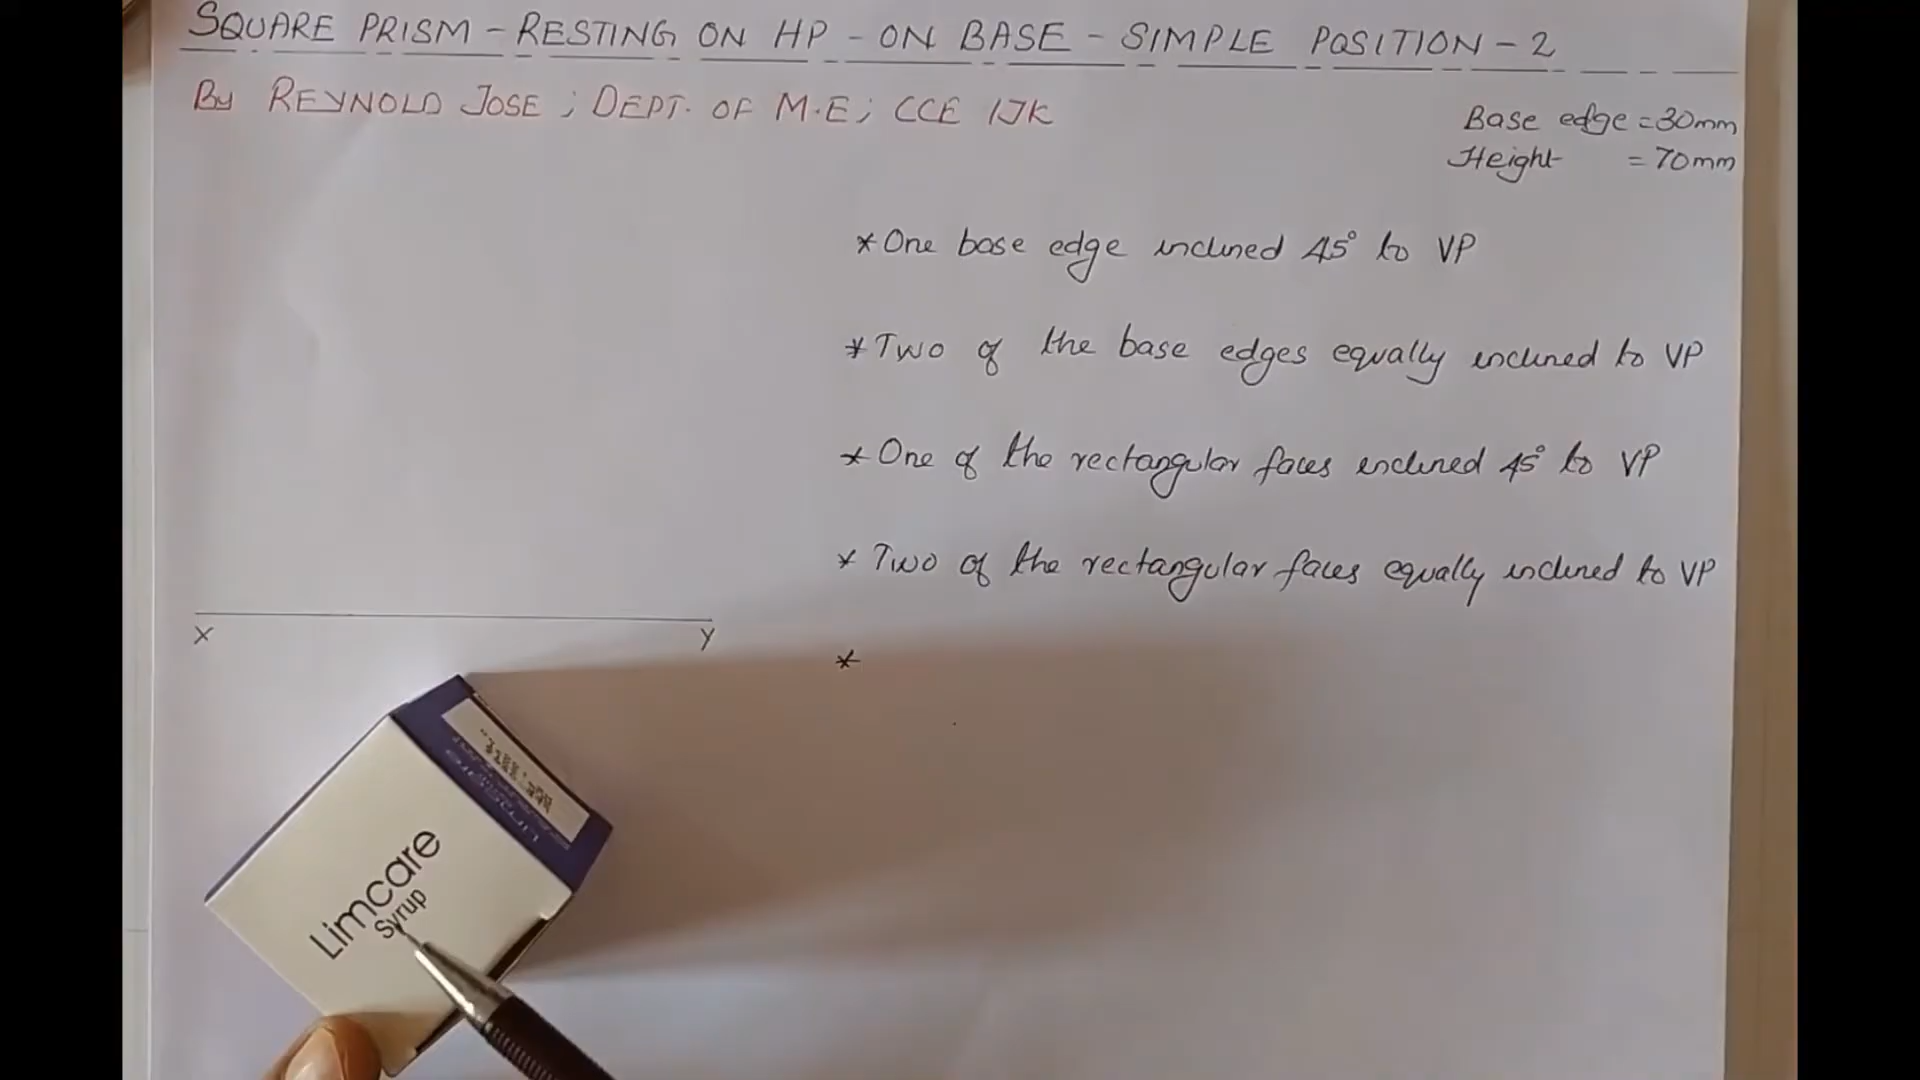 SQUARE PRISM - RESTING ON HP - ON BASE - SIMPLE POSITION - 2
By REYNOLD JOSE ; DEPT. OF M.E; CCE IJK
Base edge = 30mm
Height = 70mm
* One base edge inclined 45° to VP
* Two of the base edges equally inclined to VP
* One of the rectangular faces inclined 45° to VP
* Two of the rectangular faces equally inclined to VP
X Y
*
Limcare
Syrup